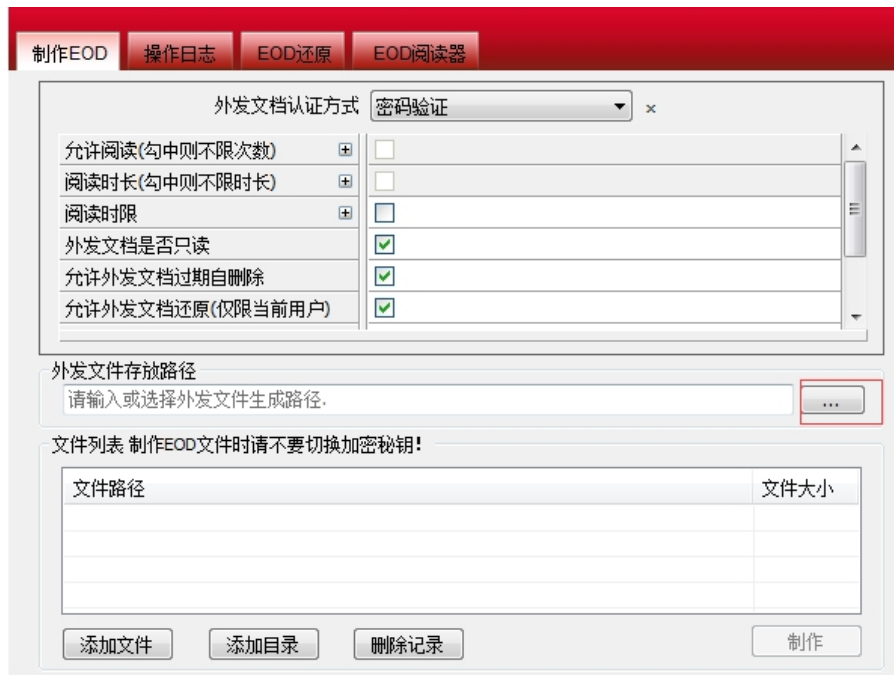 制作EOD 操作日志 EOD还原 EOD阅读器
外发文档认证方式 密码验证 ×
允许阅读(勾中则不限次数)
阅读时长(勾中则不限时长)
阅读时限
外发文档是否只读
允许外发文档过期自删除
允许外发文档还原(仅限当前用户)
外发文件存放路径
请输入或选择外发文件生成路径. ...
文件列表 制作EOD文件时请不要切换加密秘钥!
文件路径 文件大小
添加文件 添加目录 删除记录 制作